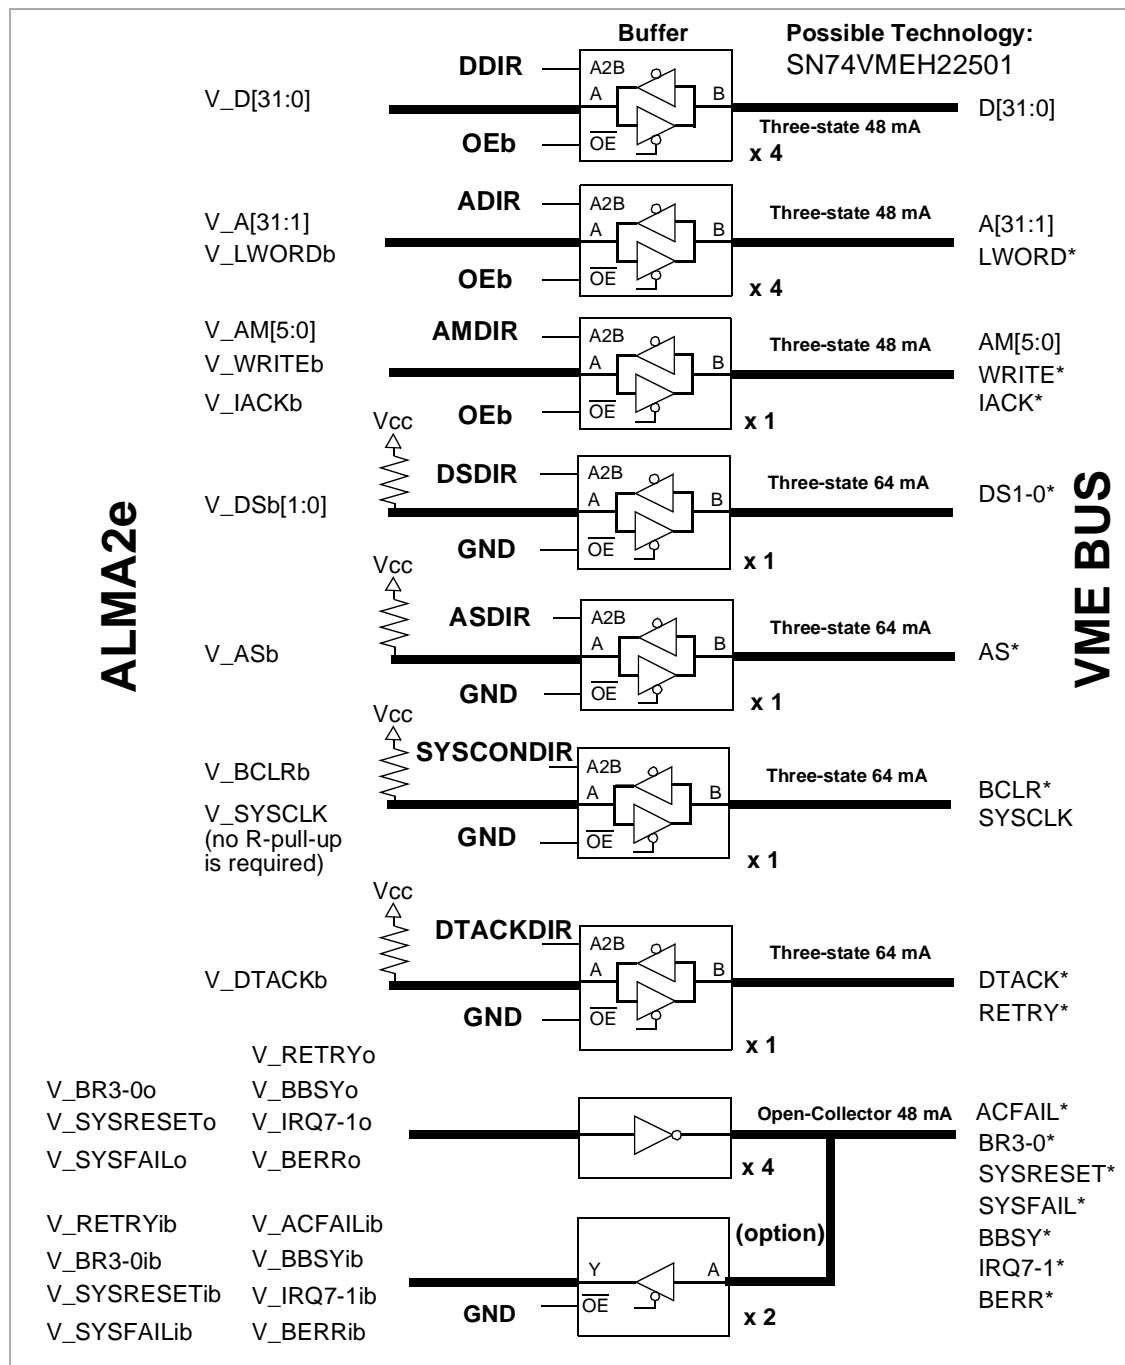 Buffer
Possible Technology:
SN74VMEH22501
DDIR
A2B
V_D[31:0]
A
B
D[31:0]
Three-state 48 mA
OEb
OE
x 4
ADIR
A2B
Three-state 48 mA
V_A[31:1]
A
B
A[31:1]
V_LWORDb
LWORD*
OEb
OE
x 4
V_AM[5:0]
AMDIR
A2B
Three-state 48 mA
AM[5:0]
V_WRITEb
A
B
WRITE*
V_IACKb
IACK*
OEb
OE
x 1
Vcc
DSDIR
A2B
Three-state 64 mA
V_DSb[1:0]
A
B
DS1-0*
GND
OE
x 1
Vcc
ASDIR
A2B
Three-state 64 mA
V_ASb
A
B
AS*
GND
OE
x 1
ALMA2e
VME BUS
Vcc
SYSCONDIR
A2B
Three-state 64 mA
V_BCLRb
A
B
BCLR*
V_SYSCLK
SYSCLK
(no R-pull-up
is required)
GND
OE
x 1
Vcc
DTACKDIR
A2B
Three-state 64 mA
V_DTACKb
A
B
DTACK*
RETRY*
GND
OE
x 1
V_RETRYo
V_BR3-0o
V_BBSYo
V_SYSRESETo
V_IRQ7-1o
V_SYSFAILo
V_BERRo
Open-Collector 48 mA
x 4
ACFAIL*
BR3-0*
SYSRESET*
SYSFAIL*
BBSY*
IRQ7-1*
BERR*
(option)
V_RETRYib
V_ACFAILib
V_BR3-0ib
V_BBSYib
V_SYSRESETib
V_IRQ7-1ib
V_SYSFAILib
V_BERRib
Y
A
GND
OE
x 2